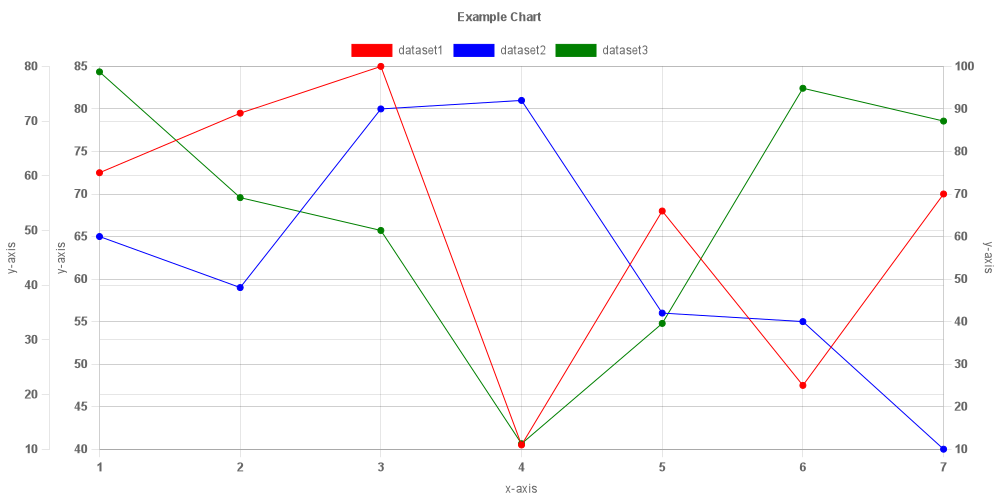 Example Chart
dataset1 dataset2 dataset3
80 85 100
70 80 90
60 75 80
50 70 70
40 65 60
30 60 50
20 55 40
10 50 30
45 20
40 10
y-axis y-axis y-axis
1 2 3 4 5 6 7
x-axis